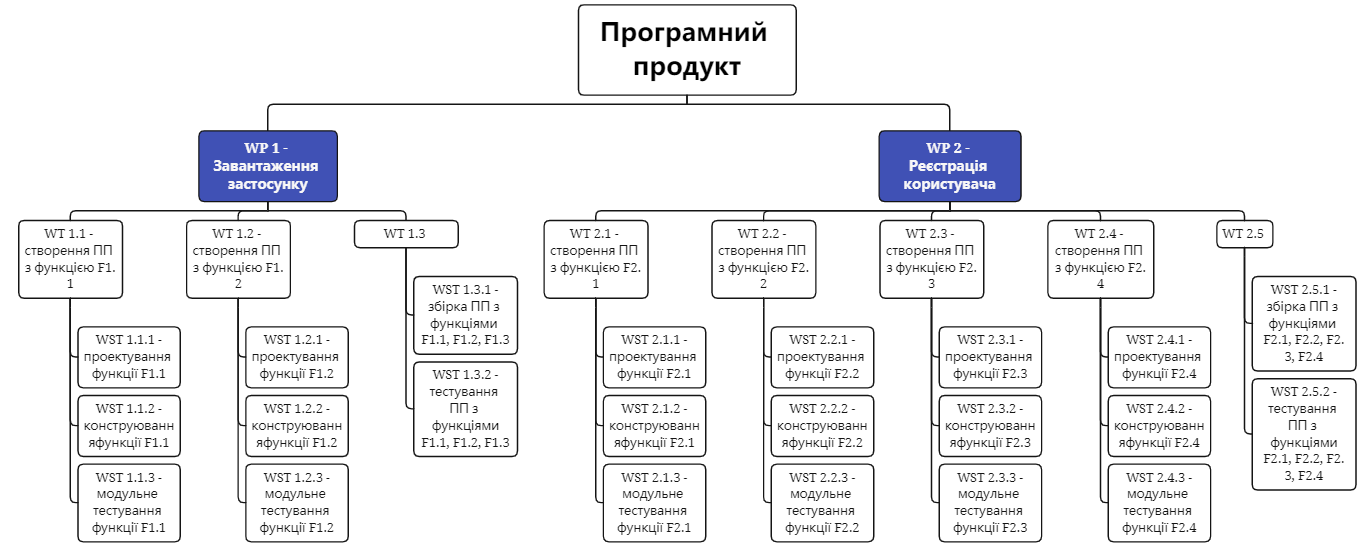 Програмний
продукт
WP 1 -
Завантаження
застосунку
WP 2 -
Реєстрація
користувача
WT 1.1 -
створення ПП
з функцією F1.
1
WT 1.2 -
створення ПП
з функцією F1.
2
WT 1.3
WT 2.1 -
створення ПП
з функцією F2.
1
WT 2.2 -
створення ПП
з функцією F2.
2
WT 2.3 -
створення ПП
з функцією F2.
3
WT 2.4 -
створення ПП
з функцією F2.
4
WT 2.5
WST 1.1.1 -
проектування
функції F1.1
WST 1.1.2 -
конструюванн
яфункції F1.1
WST 1.1.3 -
модульне
тестування
функції F1.1
WST 1.2.1 -
проектування
функції F1.2
WST 1.2.2 -
конструюванн
яфункції F1.2
WST 1.2.3 -
модульне
тестування
функції F1.2
WST 1.3.1 -
збірка ПП з
функціями
F1.1, F1.2, F1.3
WST 1.3.2 -
тестування
ПП з
функціями
F1.1, F1.2, F1.3
WST 2.1.1 -
проектування
функції F2.1
WST 2.1.2 -
конструюванн
яфункції F2.1
WST 2.1.3 -
модульне
тестування
функції F2.1
WST 2.2.1 -
проектування
функції F2.2
WST 2.2.2 -
конструюванн
яфункції F2.2
WST 2.2.3 -
модульне
тестування
функції F2.2
WST 2.3.1 -
проектування
функції F2.3
WST 2.3.2 -
конструюванн
яфункції F2.3
WST 2.3.3 -
модульне
тестування
функції F2.3
WST 2.4.1 -
проектування
функції F2.4
WST 2.4.2 -
конструюванн
яфункції F2.4
WST 2.4.3 -
модульне
тестування
функції F2.4
WST 2.5.1 -
збірка ПП з
функціями
F2.1, F2.2, F2.
3, F2.4
WST 2.5.2 -
тестування
ПП з
функціями
F2.1, F2.2, F2.
3, F2.4